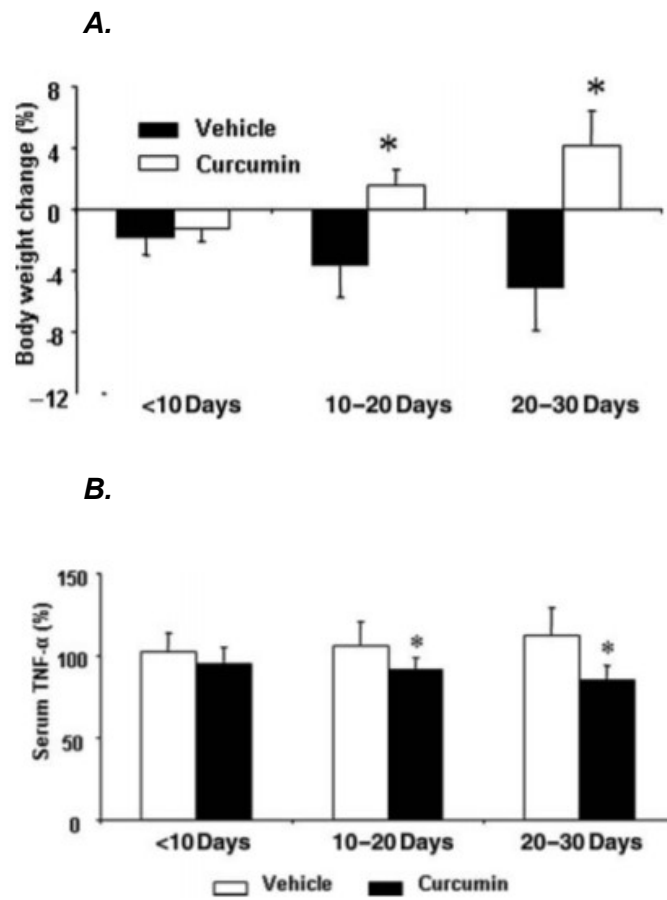 A.
Body weight change (%)
8
4
0
-4
-8
−12
Vehicle
Curcumin
*
*
<10 Days
10–20 Days
20–30 Days
B.
Serum TNF-α (%)
150
100
50
0
*
*
<10 Days
10–20 Days
20–30 Days
Vehicle
Curcumin